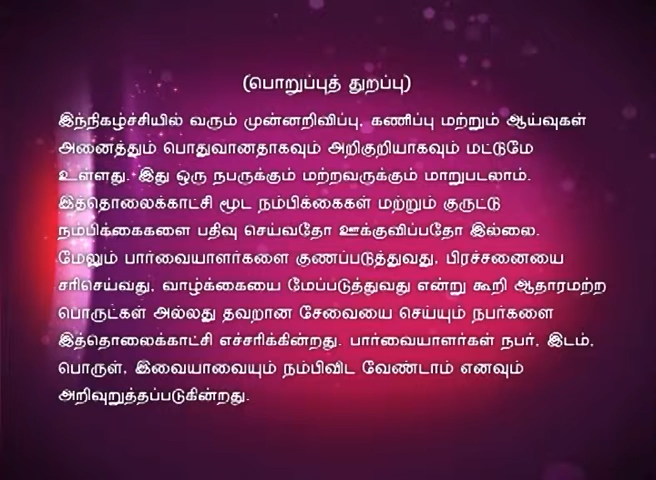 (பொறுப்புத் துறப்பு)
இந்நிகழ்ச்சியில் வரும் முன்னறிவிப்பு, கணிப்பு மற்றும் ஆய்வுகள்
அனைத்தும் பொதுவானதாகவும் அறிகுறியாகவும் மட்டுமே
உள்ளது. இது ஒரு நபருக்கும் மற்றவருக்கும் மாறுபடலாம்.
இத்தொலைக்காட்சி மூட நம்பிக்கைகள் மற்றும் குருட்டு
நம்பிக்கைகளை பதிவு செய்வதோ ஊக்குவிப்பதோ இல்லை.
மேலும் பார்வையாளர்களை குணப்படுத்துவது, பிரச்சனையை
சரிசெய்வது, வாழ்க்கையை மேப்படுத்துவது என்று கூறி ஆதாரமற்ற
பொருட்கள் அல்லது தவறான சேவையை செய்யும் நபர்களை
இத்தொலைக்காட்சி எச்சரிக்கின்றது. பார்வையாளர்கள் நபர், இடம்,
பொருள், இவையாவையும் நம்பிவிட வேண்டாம் எனவும்
அறிவுறுத்தப்படுகின்றது.